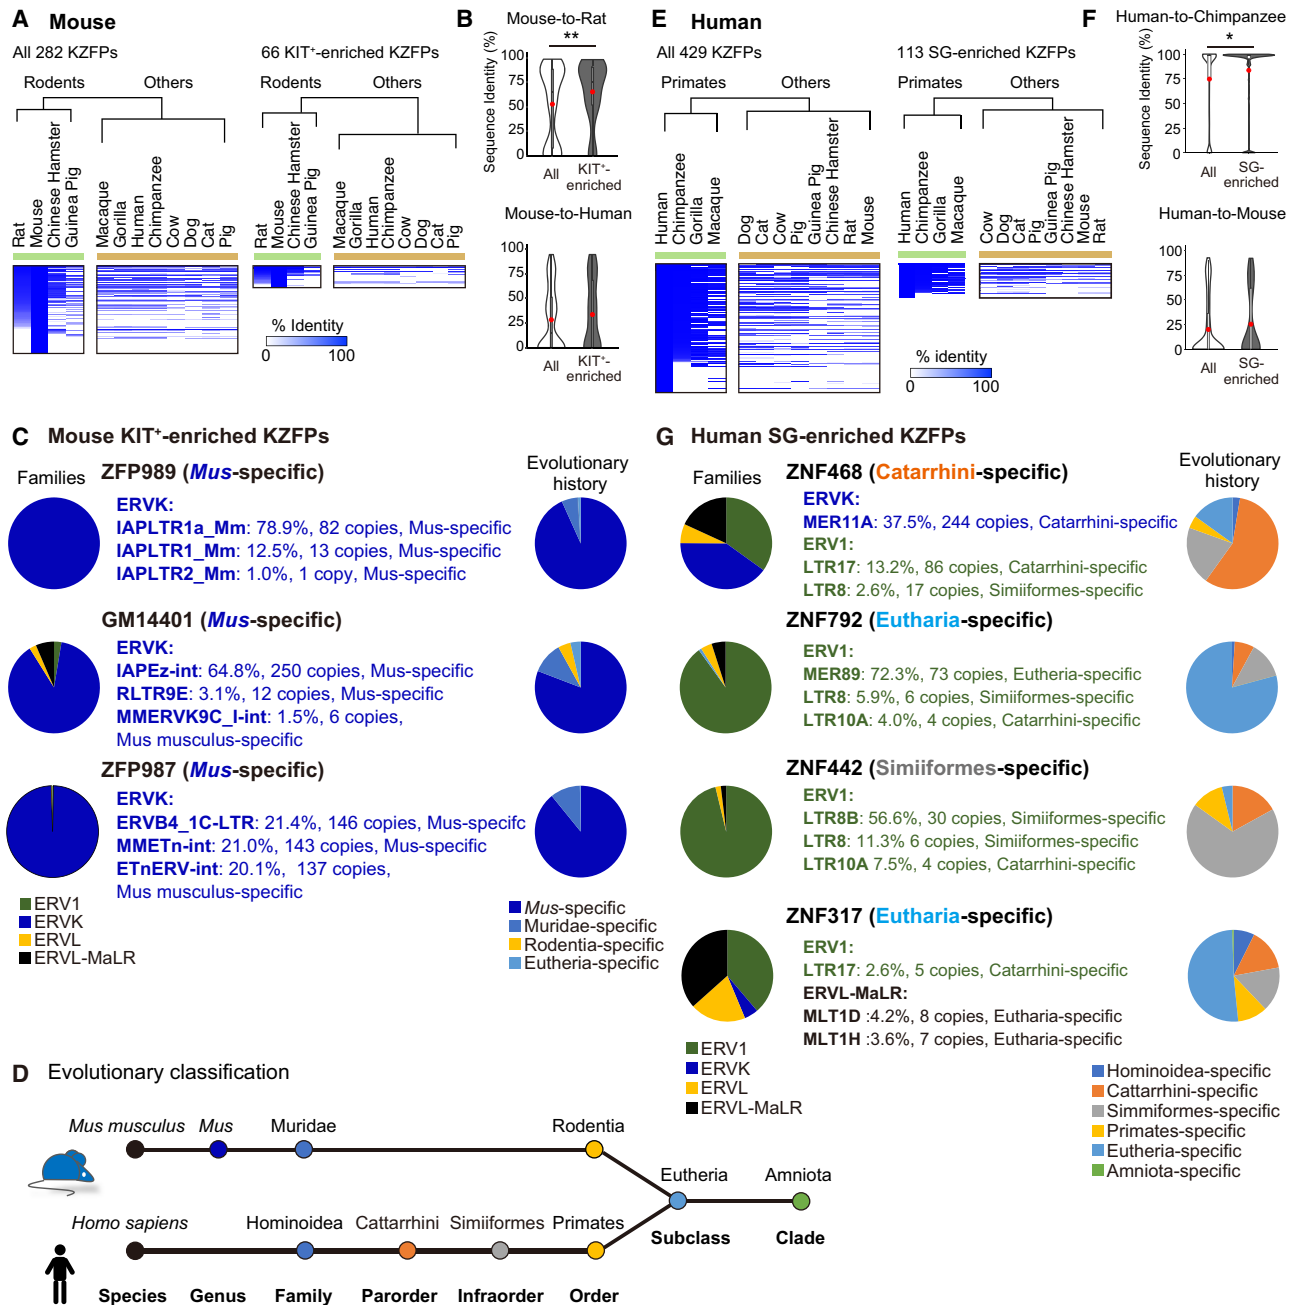 A Mouse
All 282 KZFPs
66 KIT⁺-enriched KZFPs
Rodents
Others
Rodents
Others
Rat
Mouse
Chinese Hamster
Guinea Pig
Macaque
Gorilla
Human
Chimpanzee
Cow
Dog
Cat
Pig
Rat
Mouse
Chinese Hamster
Guinea Pig
Macaque
Gorilla
Human
Chimpanzee
Cow
Dog
Cat
Pig
% Identity
0 100
B
Mouse-to-Rat
**
Sequence Identity (%)
100
75
50
25
0
All
KIT⁺-
enriched
Mouse-to-Human
100
75
50
25
0
All
KIT⁺-
enriched
E Human
All 429 KZFPs
113 SG-enriched KZFPs
Primates
Others
Primates
Others
Human
Chimpanzee
Gorilla
Macaque
Dog
Cat
Cow
Pig
Guinea Pig
Chinese Hamster
Rat
Mouse
Human
Chimpanzee
Gorilla
Macaque
Cow
Dog
Cat
Pig
Guinea Pig
Chinese Hamster
Mouse
Rat
% identity
0 100
F
Human-to-Chimpanzee
*
Sequence Identity (%)
100
75
50
25
0
All
SG-
enriched
Human-to-Mouse
100
75
50
25
0
All
SG-
enriched
C Mouse KIT⁺-enriched KZFPs
Families
Evolutionary
history
ZFP989 (Mus-specific)
ERVK:
IAPLTR1a_Mm: 78.9%, 82 copies, Mus-specific
IAPLTR1_Mm: 12.5%, 13 copies, Mus-specific
IAPLTR2_Mm: 1.0%, 1 copy, Mus-specific
GM14401 (Mus-specific)
ERVK:
IAPEz-int: 64.8%, 250 copies, Mus-specific
RLTR9E: 3.1%, 12 copies, Mus-specific
MMERVK9C_I-int: 1.5%, 6 copies,
Mus musculus-specific
ZFP987 (Mus-specific)
ERVK:
ERVB4_1C-LTR: 21.4%, 146 copies, Mus-specifc
MMETn-int: 21.0%, 143 copies, Mus-specific
ETnERV-int: 20.1%, 137 copies,
Mus musculus-specific
ERV1
ERVK
ERVL
ERVL-MaLR
Mus-specific
Muridae-specific
Rodentia-specific
Eutheria-specific
G Human SG-enriched KZFPs
Families
Evolutionary
history
ZNF468 (Catarrhini-specific)
ERVK:
MER11A: 37.5%, 244 copies, Catarrhini-specific
ERV1:
LTR17: 13.2%, 86 copies, Catarrhini-specific
LTR8: 2.6%, 17 copies, Simiiformes-specific
ZNF792 (Eutharia-specific)
ERV1:
MER89: 72.3%, 73 copies, Eutheria-specific
LTR8: 5.9%, 6 copies, Simiiformes-specific
LTR10A: 4.0%, 4 copies, Catarrhini-specific
ZNF442 (Simiiformes-specific)
ERV1:
LTR8B: 56.6%, 30 copies, Simiiformes-specific
LTR8: 11.3% 6 copies, Simiiformes-specific
LTR10A 7.5%, 4 copies, Catarrhini-specific
ZNF317 (Eutharia-specific)
ERV1:
LTR17: 2.6%, 5 copies, Catarrhini-specific
ERVL-MaLR:
MLT1D :4.2%, 8 copies, Eutharia-specific
MLT1H :3.6%, 7 copies, Eutharia-specific
ERV1
ERVK
ERVL
ERVL-MaLR
Hominoidea-specific
Cattarrhini-specific
Simmiformes-specific
Primates-specific
Eutheria-specific
Amniota-specific
D Evolutionary classification
Mus musculus Mus Muridae Rodentia
Eutheria Amniota
Homo sapiens Hominoidea Cattarrhini Simiiformes Primates
Subclass Clade
Species Genus Family Parorder Infraorder Order